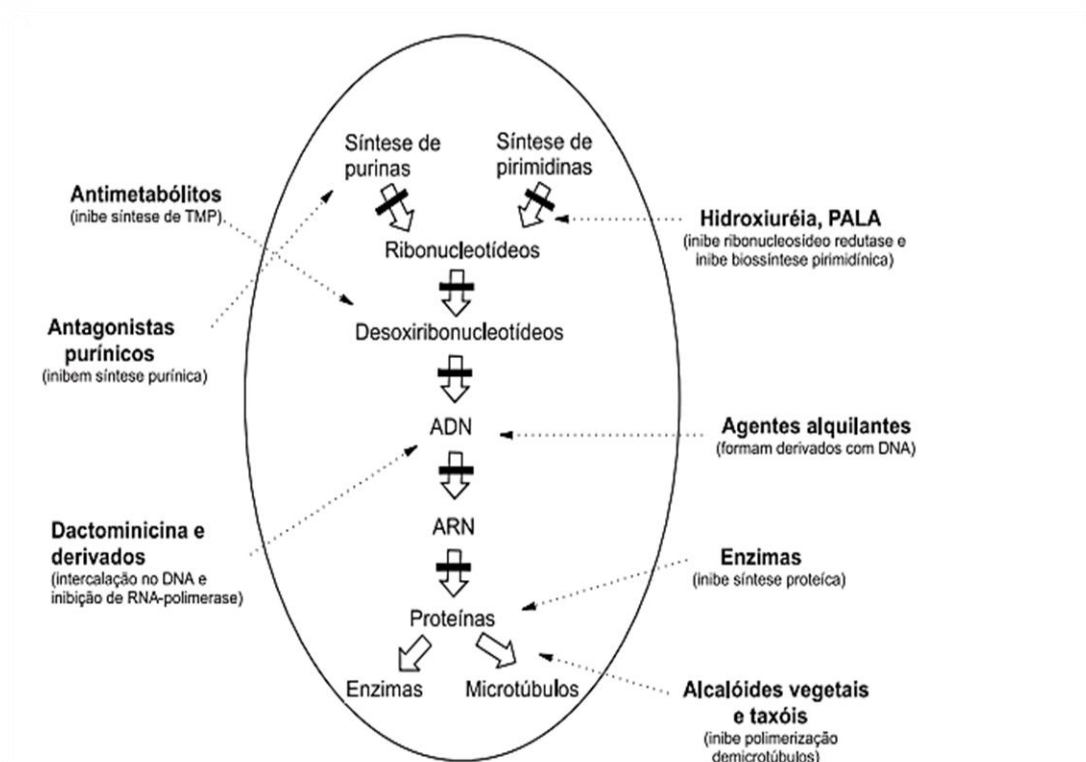 Síntese de
purinas
Síntese de
pirimidinas
Antimetabólitos
(inibe síntese de TMP)
Hidroxiuréia, PALA
(inibe ribonucleosídeo redutase e
inibe biossíntese pirimidínica)
Ribonucleotídeos
Antagonistas
purínicos
(inibem síntese purínica)
Desoxiribonucleotídeos
ADN
Agentes alquilantes
(formam derivados com DNA)
Dactominicina e
derivados
(intercalação no DNA e
inibição de RNA-polimerase)
ARN
Enzimas
(inibe síntese proteíca)
Proteínas
Enzimas
Microtúbulos
Alcalóides vegetais
e taxóis
(inibe polimerização
demicrotúbulos)